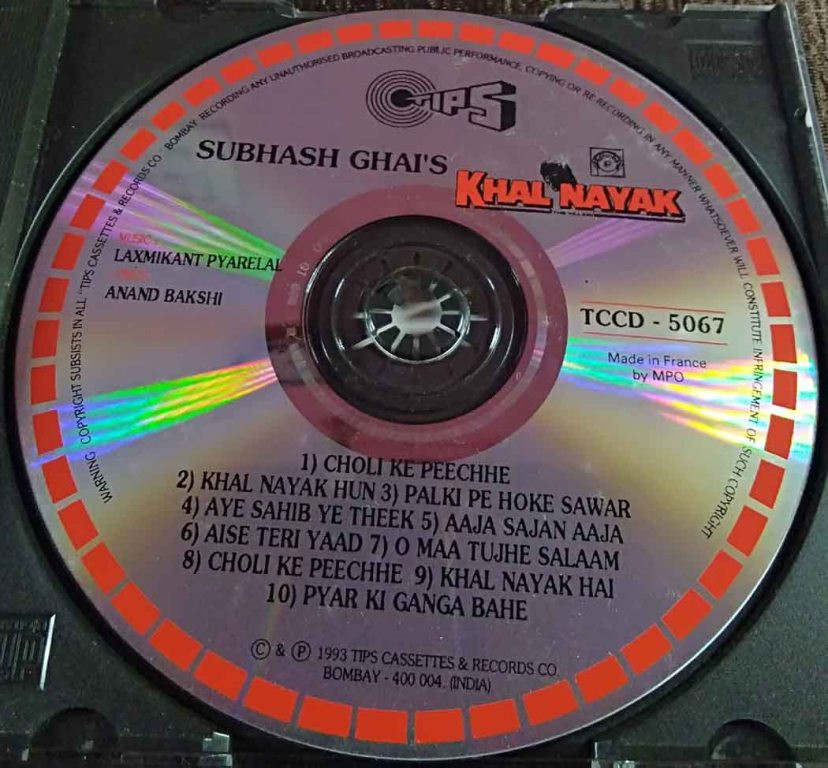 TIPS
SUBHASH GHAI'S
KHAL NAYAK
MUSIC
LAXMIKANT PYARELAL
ANAND BAKSHI
TCCD - 5067
Made in France
by MPO
1) CHOLI KE PEECHHE
2) KHAL NAYAK HUN 3) PALKI PE HOKE SAWAR
4) AYE SAHIB YE THEEK 5) AAJA SAJAN AAJA
6) AISE TERI YAAD 7) O MAA TUJHE SALAAM
8) CHOLI KE PEECHHE 9) KHAL NAYAK HAI
10) PYAR KI GANGA BAHE
© & ℗ 1993 TIPS CASSETTES & RECORDS CO.
BOMBAY - 400 004. (INDIA)
WARNING COPYRIGHT SUBSISTS IN ALL "TIPS CASSETTES & RECORDS CO. BOMBAY RECORDING ANY UNAUTHORISED BROADCASTING PUBLIC PERFORMANCE, COPYING OR RE RECORDING IN ANY MANNER WHATSOEVER WILL CONSTITUTE INFRINGEMENT OF SUCH COPYRIGHT